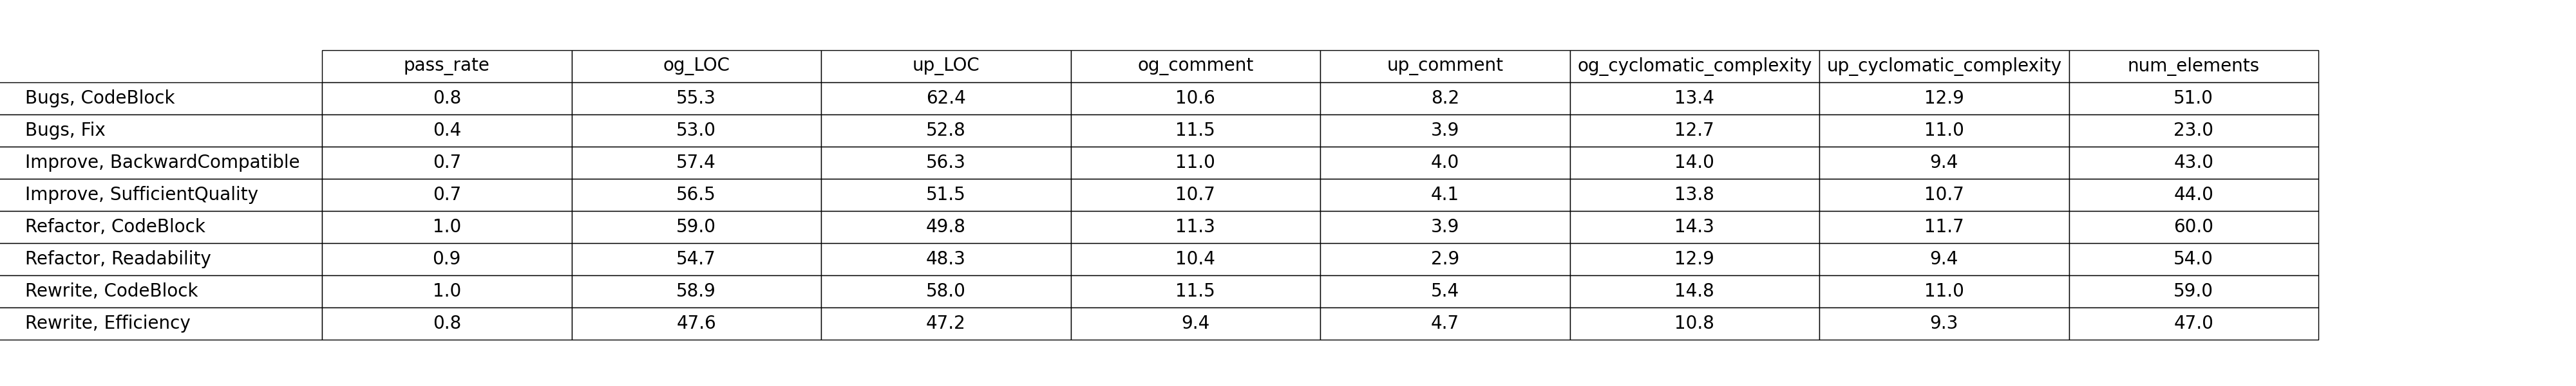 pass_rate og_LOC up_LOC og_comment up_comment og_cyclomatic_complexity up_cyclomatic_complexity num_elements
Bugs, CodeBlock 0.8 55.3 62.4 10.6 8.2 13.4 12.9 51.0
Bugs, Fix 0.4 53.0 52.8 11.5 3.9 12.7 11.0 23.0
Improve, BackwardCompatible 0.7 57.4 56.3 11.0 4.0 14.0 9.4 43.0
Improve, SufficientQuality 0.7 56.5 51.5 10.7 4.1 13.8 10.7 44.0
Refactor, CodeBlock 1.0 59.0 49.8 11.3 3.9 14.3 11.7 60.0
Refactor, Readability 0.9 54.7 48.3 10.4 2.9 12.9 9.4 54.0
Rewrite, CodeBlock 1.0 58.9 58.0 11.5 5.4 14.8 11.0 59.0
Rewrite, Efficiency 0.8 47.6 47.2 9.4 4.7 10.8 9.3 47.0